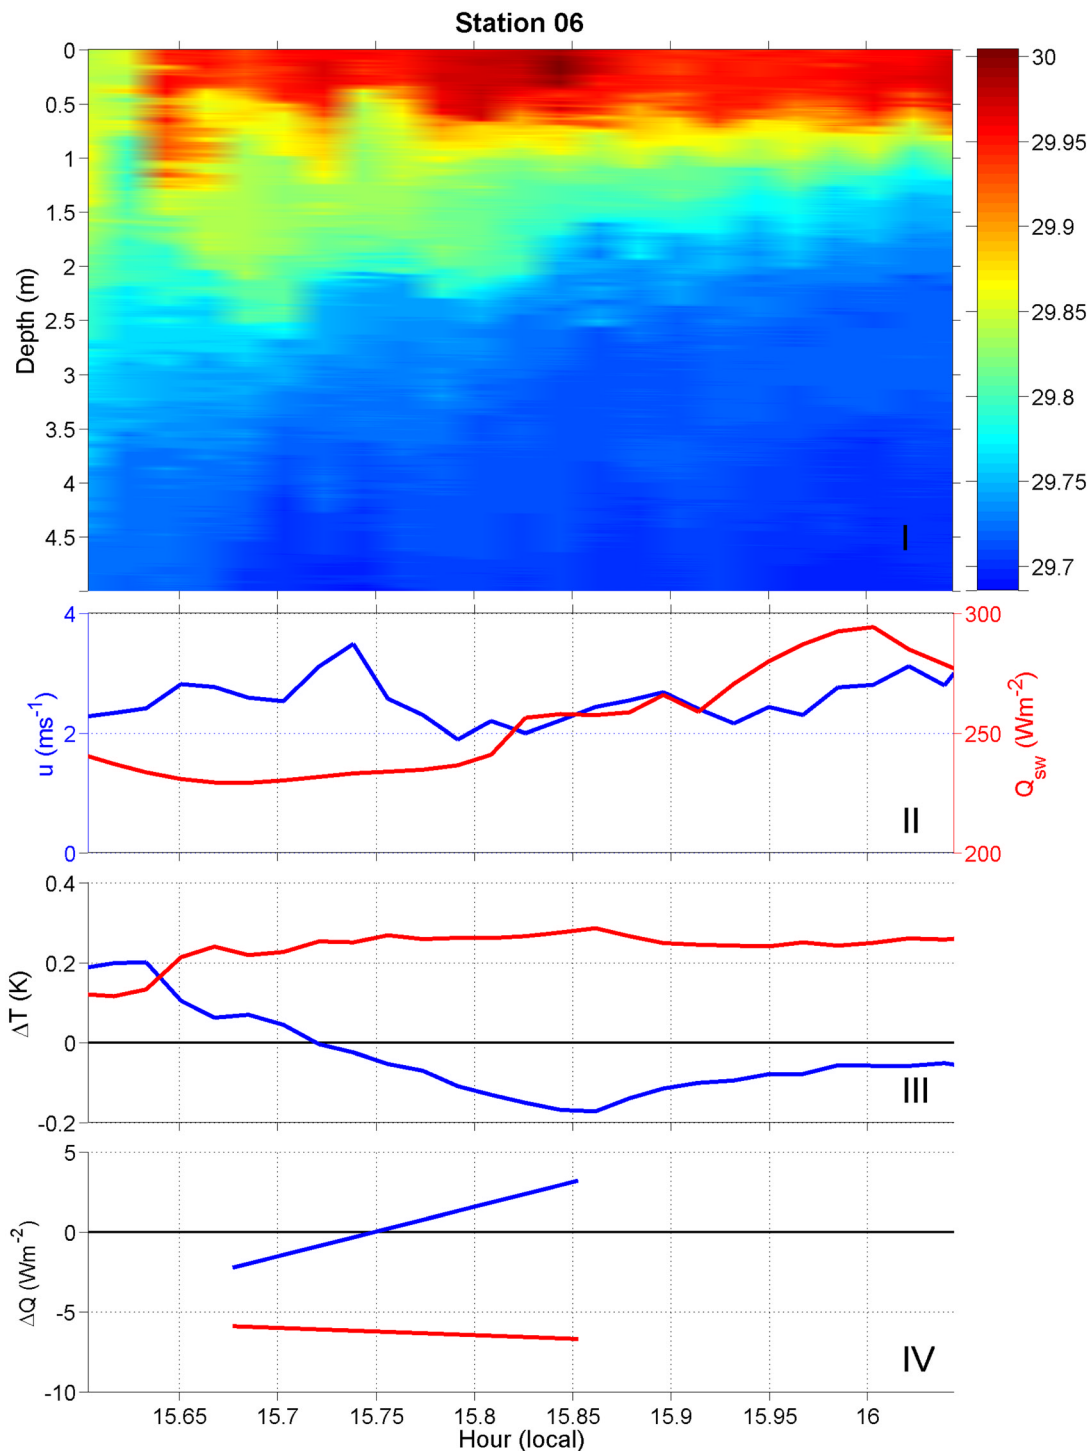 Station 06
0
0.5
1
1.5
2
2.5
3
3.5
4
4.5
Depth (m)
30
29.95
29.9
29.85
29.8
29.75
29.7
I
4
2
0
u (ms⁻¹)
300
250
200
Q_sw (Wm⁻²)
II
0.4
0.2
0
-0.2
ΔT (K)
III
5
0
-5
-10
ΔQ (Wm⁻²)
IV
15.65 15.7 15.75 15.8 15.85 15.9 15.95 16
Hour (local)